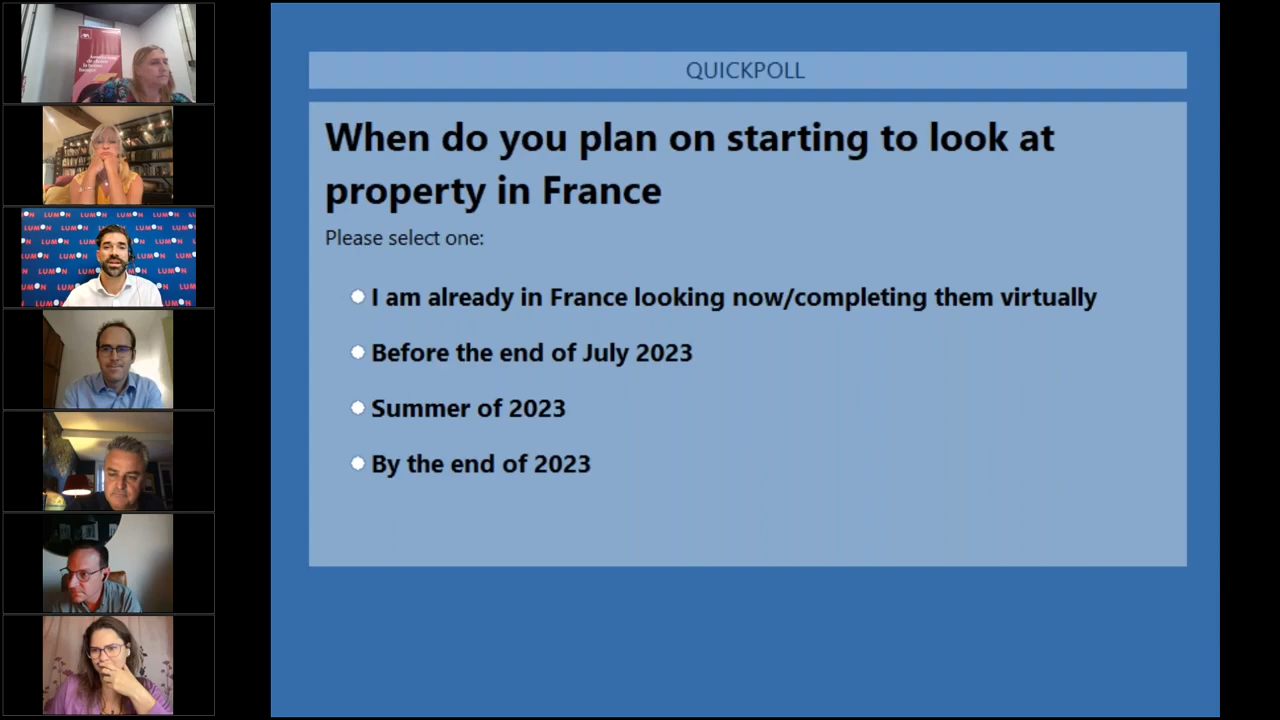 QUICKPOLL
When do you plan on starting to look at
property in France
Please select one:
I am already in France looking now/completing them virtually
Before the end of July 2023
Summer of 2023
By the end of 2023
AXA
LUMON